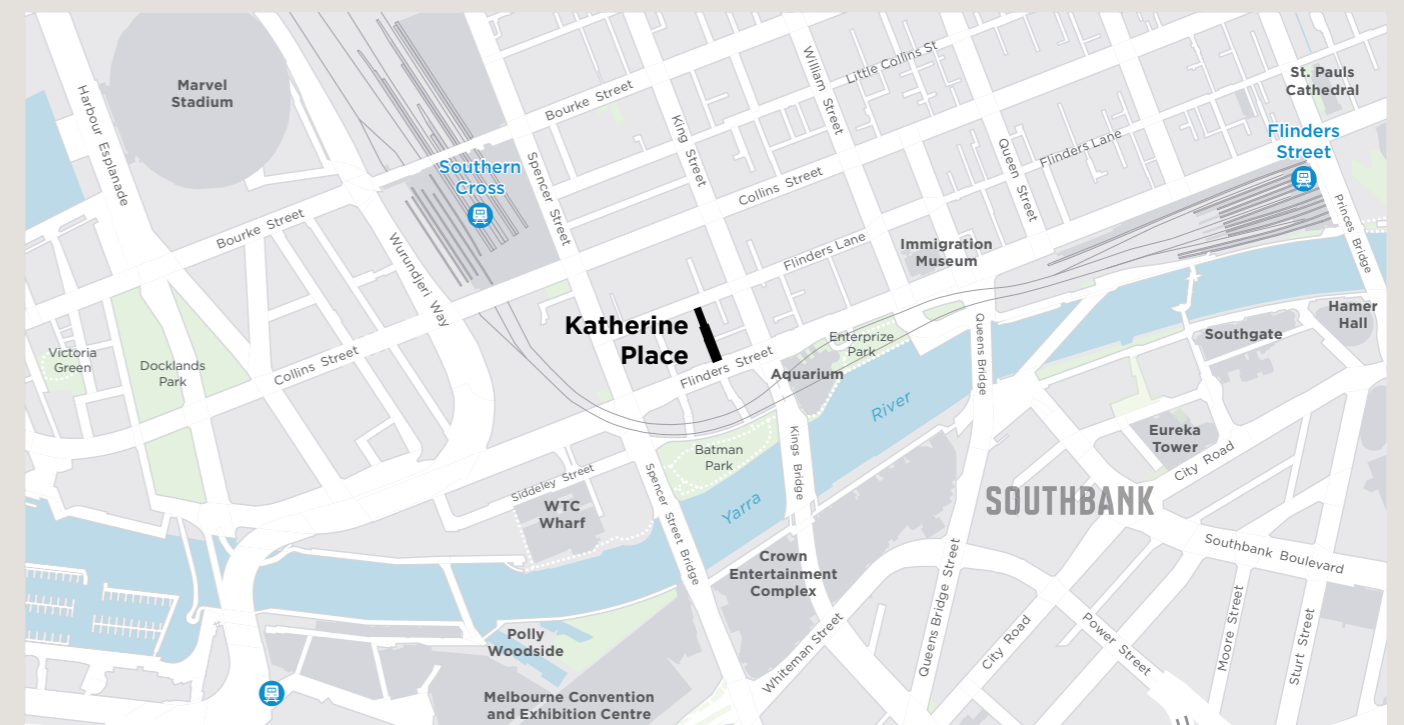 Marvel
Stadium
Harbour Esplanade
Bourke Street
William Street
Little Collins St
St. Pauls
Cathedral
Flinders
Street
Southern
Cross
Spencer Street
King Street
Queen Street
Flinders Lane
Collins Street
Bourke Street
Wurundjeri Way
Princes Bridge
Immigration
Museum
Flinders Lane
Katherine
Place
Flinders Street
Enterprize
Park
Aquarium
Queens Bridge
Southgate
Hamer
Hall
Victoria
Green
Docklands
Park
Collins Street
River
Eureka
Tower
City Road
Batman
Park
Kings Bridge
Siddeley Street
Spencer Street Bridge
Yarra
SOUTHBANK
WTC
Wharf
Crown
Entertainment
Complex
Southbank Boulevard
Queens Bridge Street
Whiteman Street
City Road
Power Street
Moore Street
Sturt Street
Polly
Woodside
Melbourne Convention
and Exhibition Centre